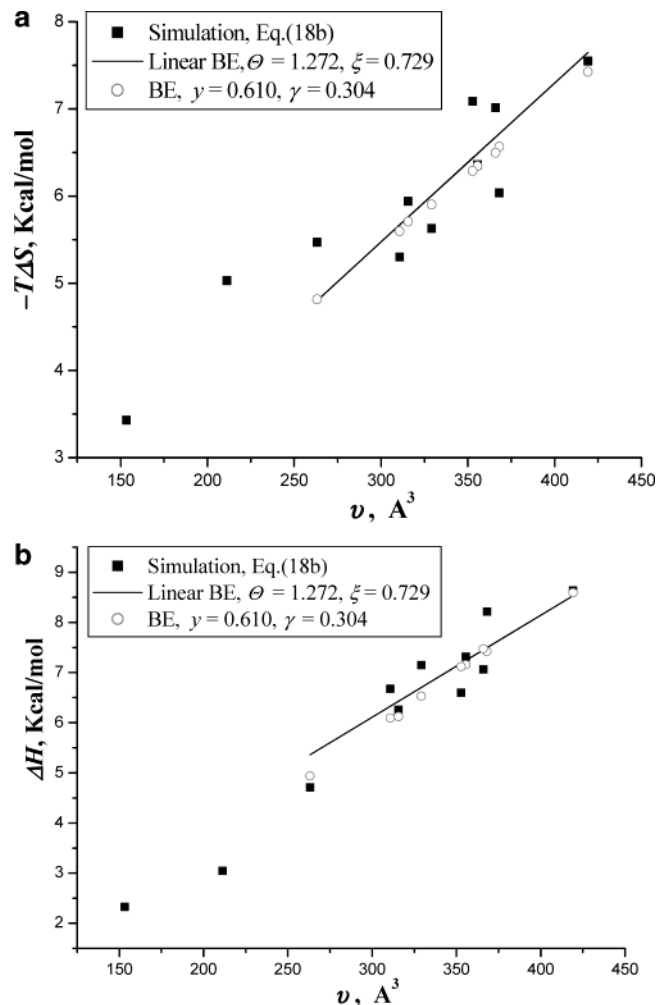 a
Simulation, Eq.(18b)
Linear BE, Θ = 1.272, ξ = 0.729
BE, y = 0.610, γ = 0.304
−TΔS, Kcal/mol
8
7
6
5
4
3
150 200 250 300 350 400 450
υ, A³
b
Simulation, Eq.(18b)
Linear BE, Θ = 1.272, ξ = 0.729
BE, y = 0.610, γ = 0.304
ΔH, Kcal/mol
9
8
7
6
5
4
3
2
150 200 250 300 350 400 450
υ, A³